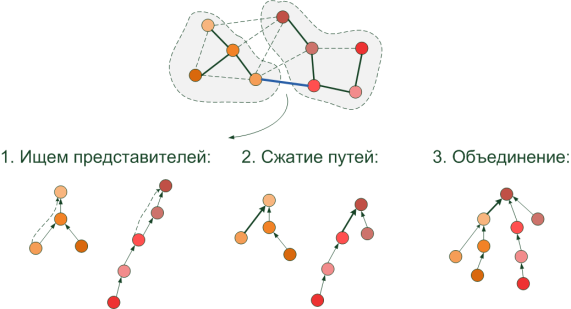 1. Ищем представителей:
2. Сжатие путей:
3. Объединение: